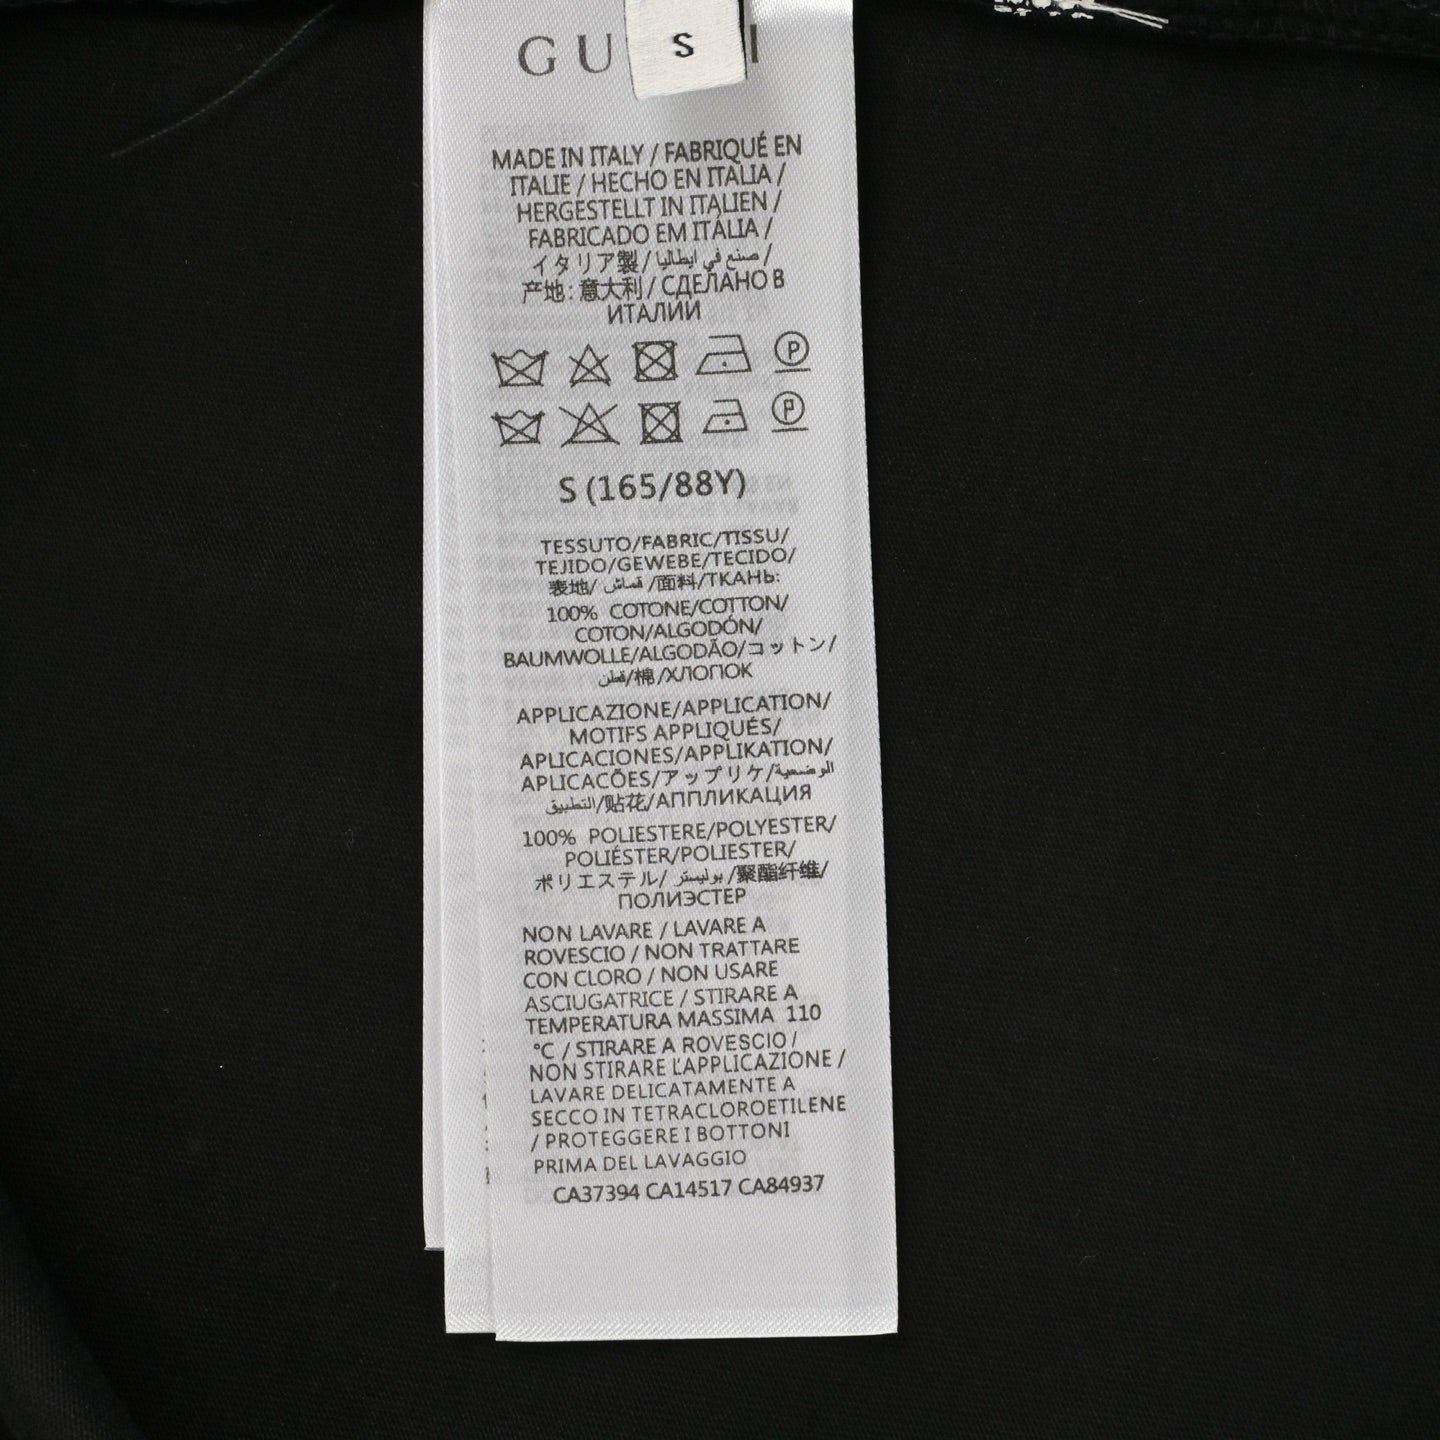 GU I
S
MADE IN ITALY / FABRIQUÉ EN
ITALIE / HECHO EN ITALIA /
HERGESTELLT IN ITALIEN /
FABRICADO EM ITÁLIA /
イタリア製 / صنع في ايطاليا /
产地: 意大利 / СДЕЛАНО В
ИТАЛИИ
P
P
S (165/88Y)
TESSUTO/FABRIC/TISSU/
TEJIDO/GEWEBE/TECIDO/
表地/ قماش /面料/ТКАНЬ:
100% COTONE/COTTON/
COTON/ALGODÓN/
BAUMWOLLE/ALGODÃO/コットン/
قطن/棉/ХЛОПОК
APPLICAZIONE/APPLICATION/
MOTIFS APPLIQUÉS/
APLICACIONES/APPLIKATION/
APLICACÕES/アップリケ/الوضعية
التطبيق/贴花/АППЛИКАЦИЯ
100% POLIESTERE/POLYESTER/
POLIÉSTER/POLIESTER/
ポリエステル/ بوليستر /聚酯纤维/
ПОЛИЭСТЕР
NON LAVARE / LAVARE A
ROVESCIO / NON TRATTARE
CON CLORO / NON USARE
ASCIUGATRICE / STIRARE A
TEMPERATURA MASSIMA 110
°C / STIRARE A ROVESCIO /
NON STIRARE L'APPLICAZIONE /
LAVARE DELICATAMENTE A
SECCO IN TETRACLOROETILENE
/ PROTEGGERE I BOTTONI
PRIMA DEL LAVAGGIO
CA37394 CA14517 CA84937